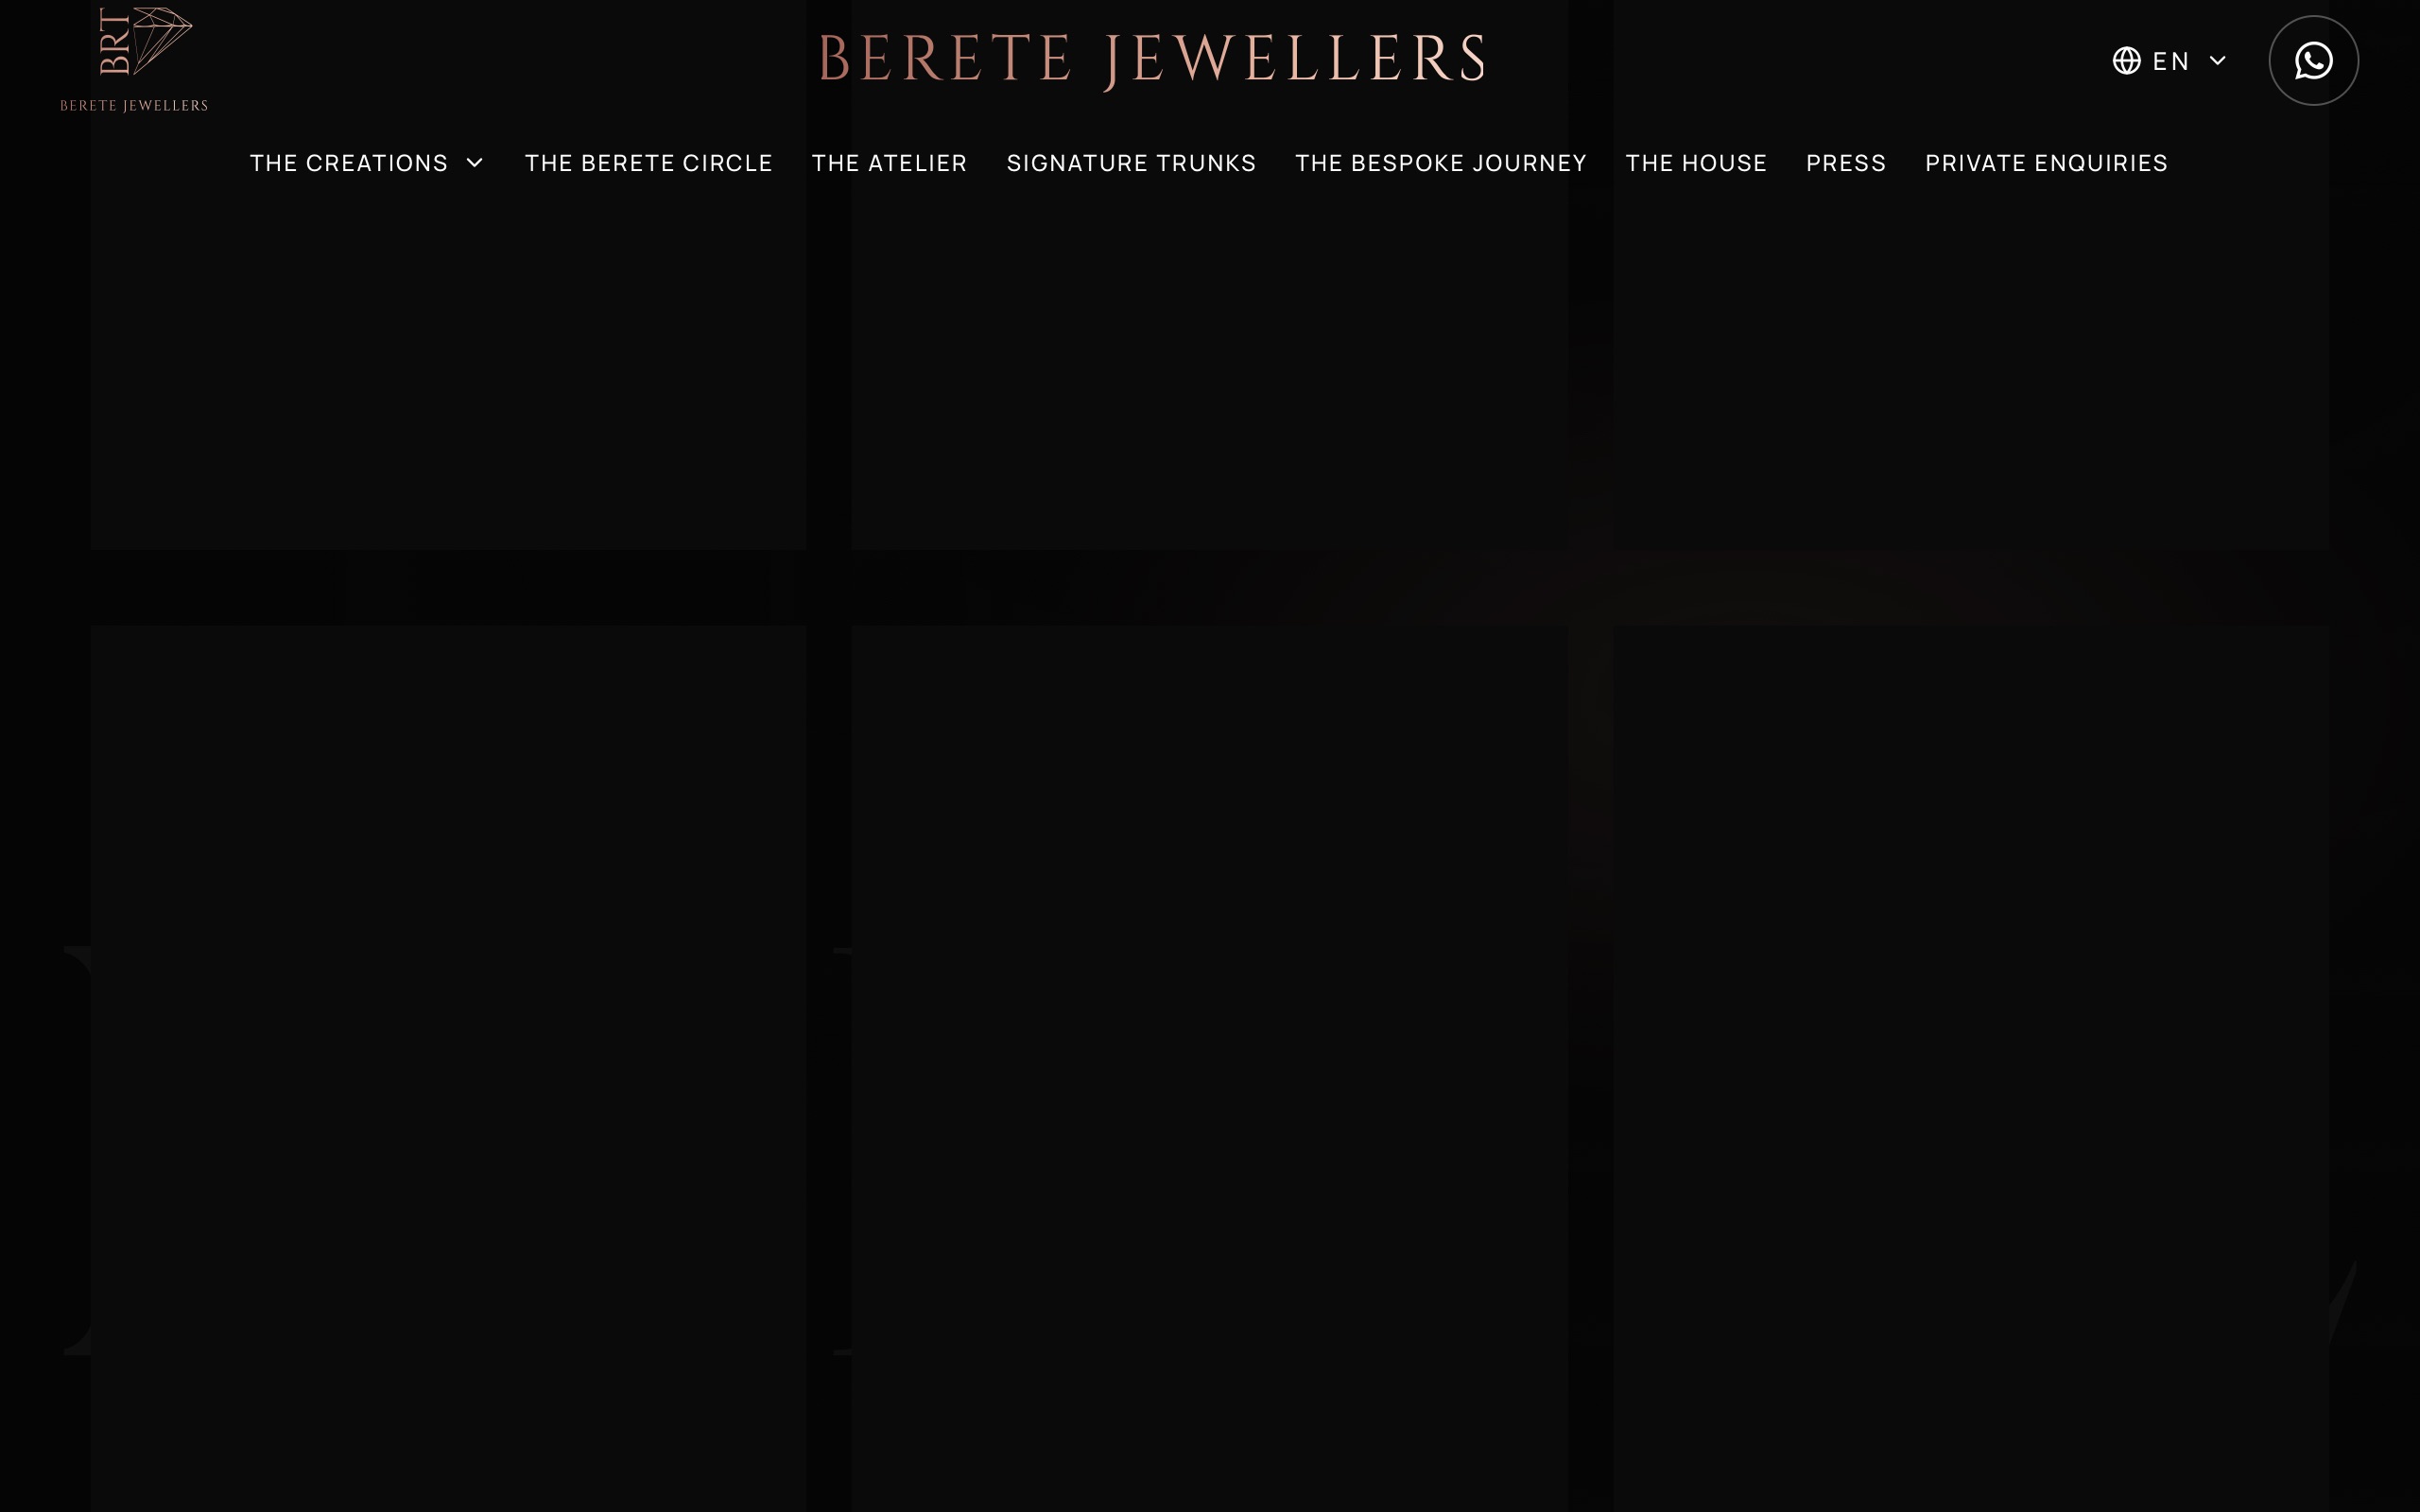 BRT
BERETE JEWELLERS
BERETE JEWELLERS
EN
THE CREATIONS THE BERETE CIRCLE THE ATELIER SIGNATURE TRUNKS THE BESPOKE JOURNEY THE HOUSE PRESS PRIVATE ENQUIRIES